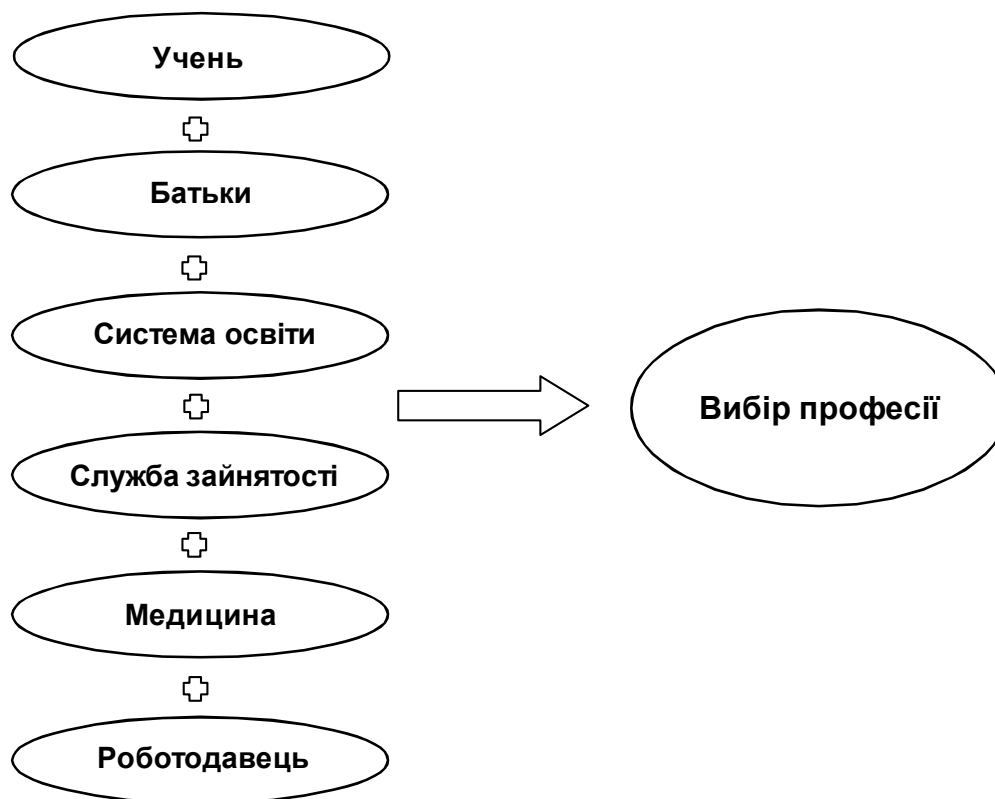 Учень
Батьки
Система освіти
Служба зайнятості
Медицина
Роботодавець
Вибір професії